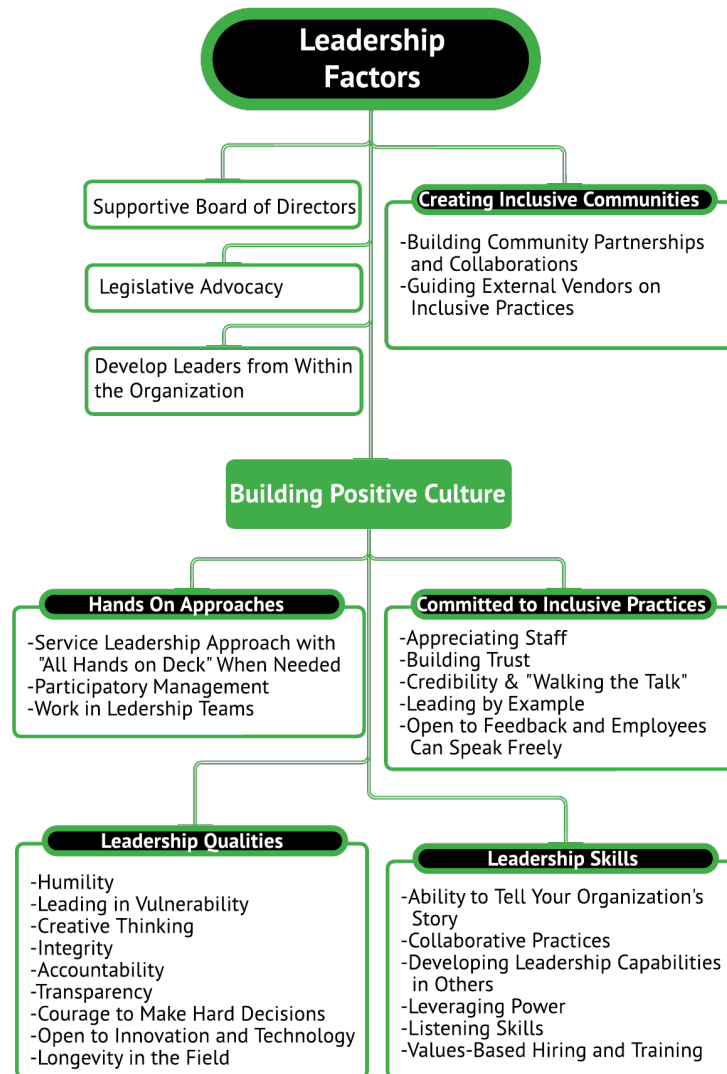 Leadership
Factors
Supportive Board of Directors
Legislative Advocacy
Develop Leaders from Within
the Organization
Creating Inclusive Communities
-Building Community Partnerships
and Collaborations
-Guiding External Vendors on
Inclusive Practices
Building Positive Culture
Hands On Approaches
-Service Leadership Approach with
"All Hands on Deck" When Needed
-Participatory Management
-Work in Ledership Teams
Committed to Inclusive Practices
-Appreciating Staff
-Building Trust
-Credibility & "Walking the Talk"
-Leading by Example
-Open to Feedback and Employees
Can Speak Freely
Leadership Qualities
-Humility
-Leading in Vulnerability
-Creative Thinking
-Integrity
-Accountability
-Transparency
-Courage to Make Hard Decisions
-Open to Innovation and Technology
-Longevity in the Field
Leadership Skills
-Ability to Tell Your Organization's
Story
-Collaborative Practices
-Developing Leadership Capabilities
in Others
-Leveraging Power
-Listening Skills
-Values-Based Hiring and Training